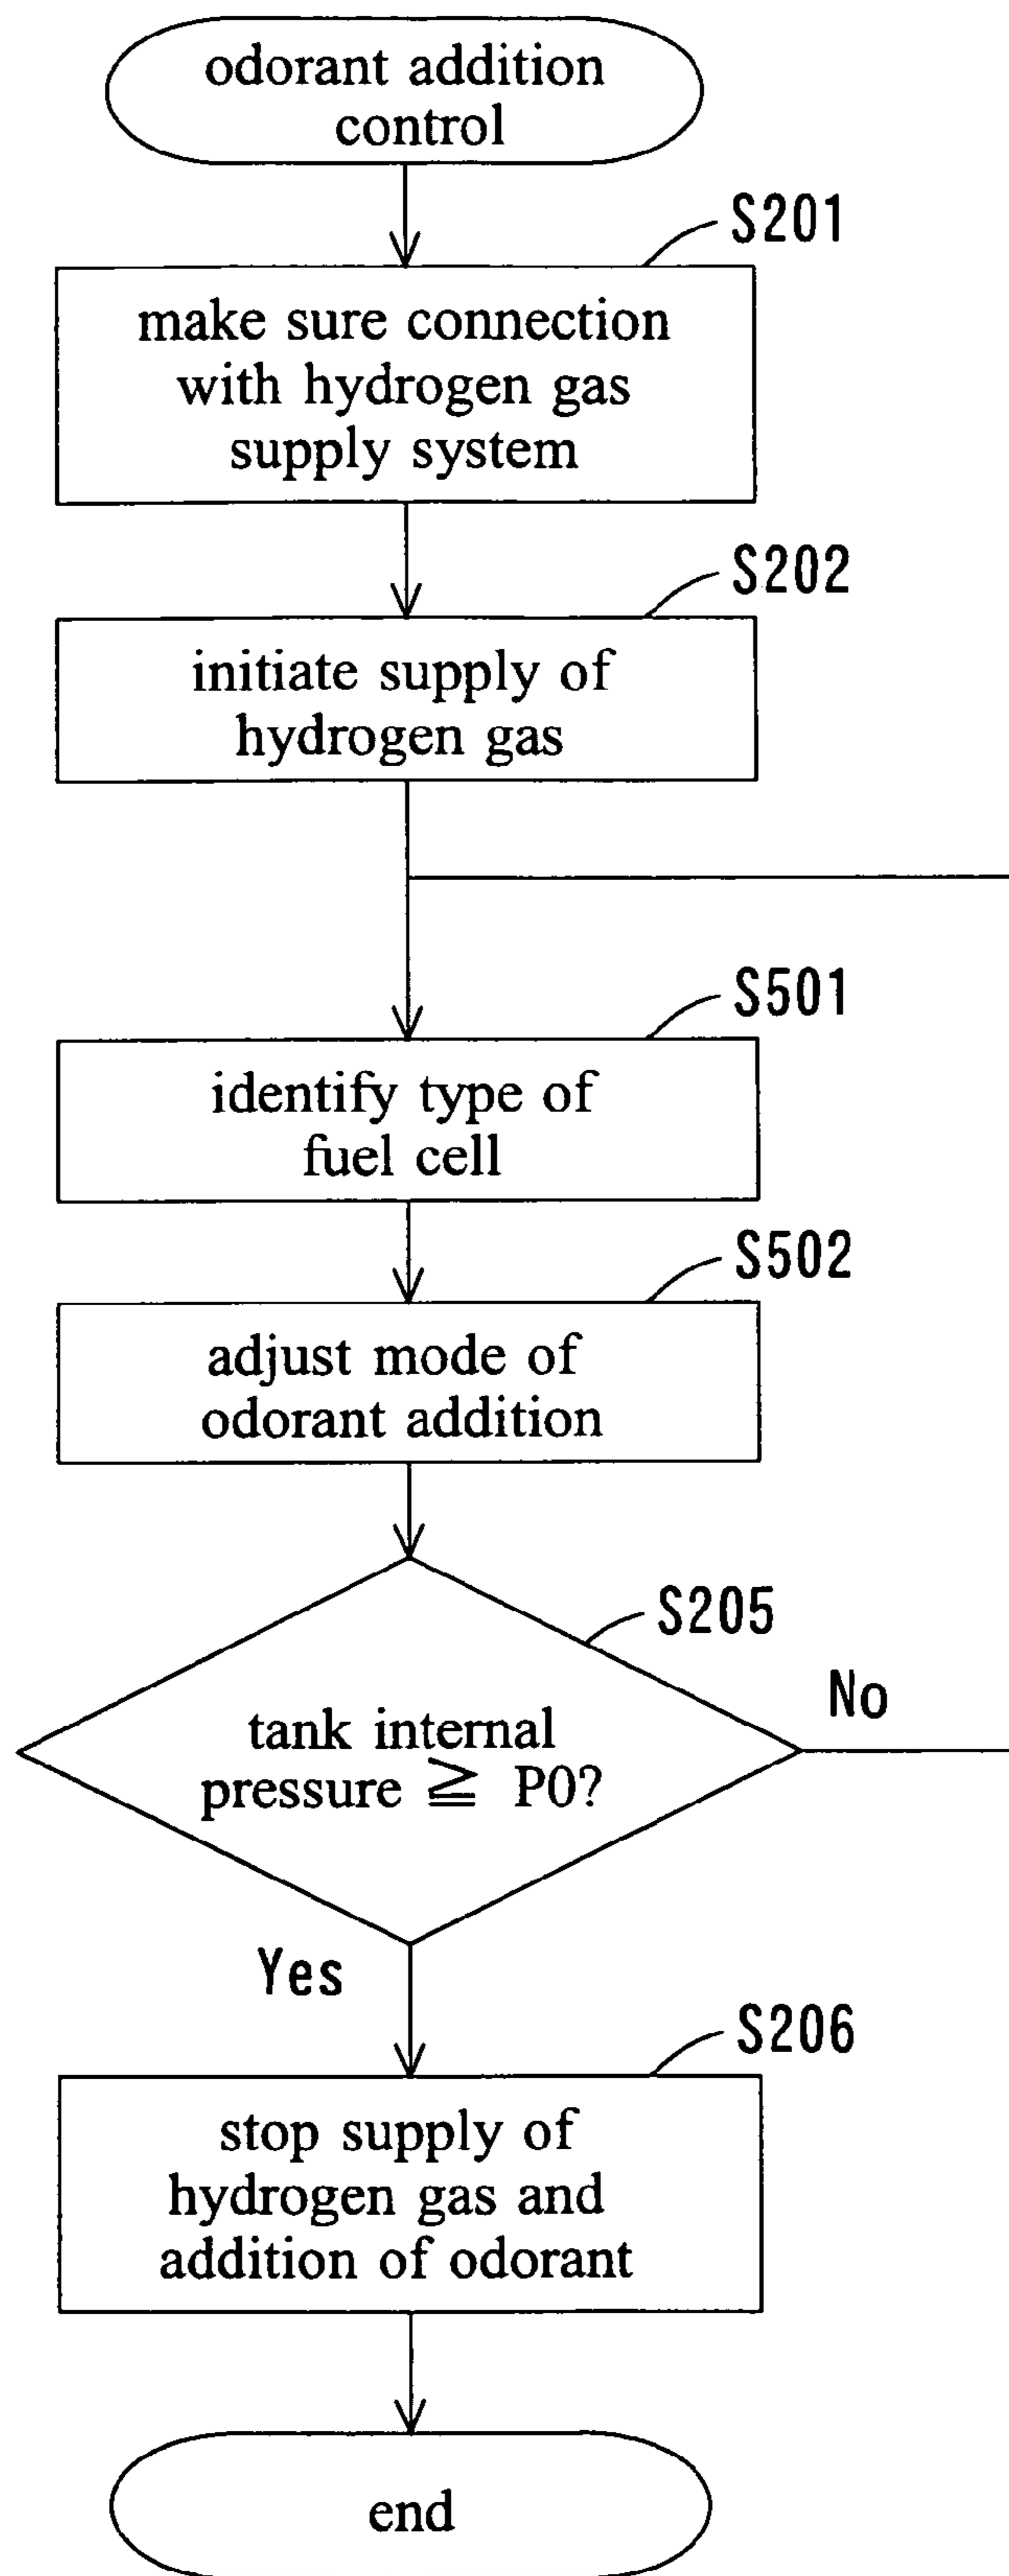 odorant addition
control
S201
make sure connection
with hydrogen gas
supply system
S202
initiate supply of
hydrogen gas
S501
identify type of
fuel cell
S502
adjust mode of
odorant addition
S205
No
tank internal
pressure ≧ P0?
Yes
S206
stop supply of
hydrogen gas and
addition of odorant
end